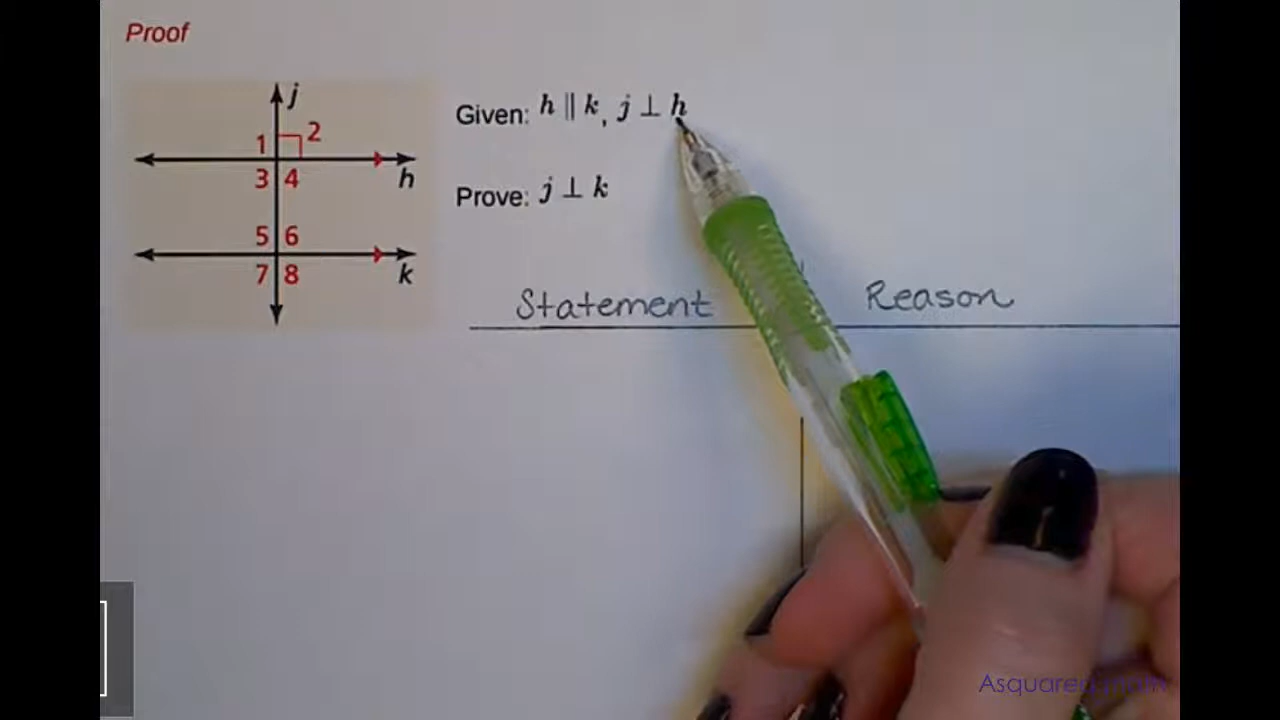 Proof
j
1 2
3 4 h
5 6
7 8 k
Given: h ∥ k, j ⊥ h
Prove: j ⊥ k
Statement Reason